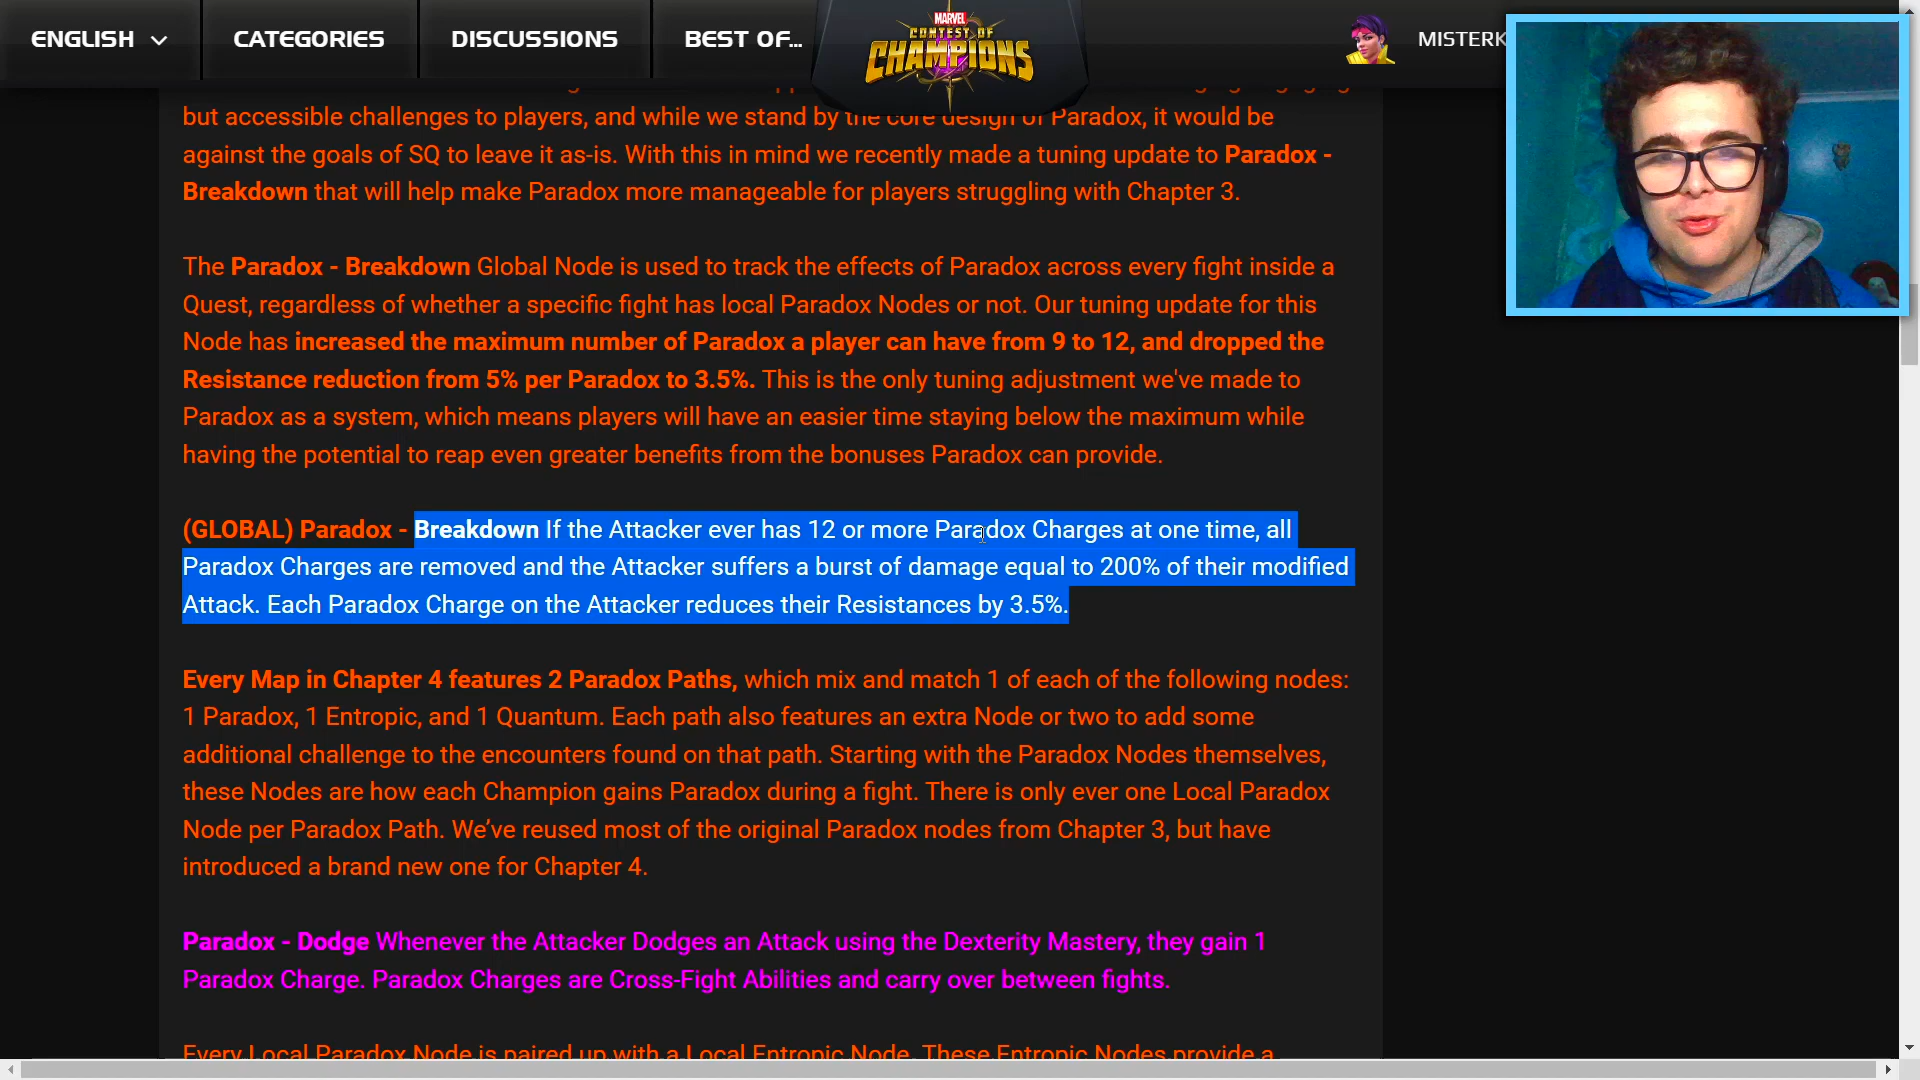 ENGLISH CATEGORIES DISCUSSIONS BEST OF... MARVEL CONTEST OF CHAMPIONS MISTERK
but accessible challenges to players, and while we stand by the core design of Paradox, it would be
against the goals of SQ to leave it as-is. With this in mind we recently made a tuning update to Paradox -
Breakdown that will help make Paradox more manageable for players struggling with Chapter 3.
The Paradox - Breakdown Global Node is used to track the effects of Paradox across every fight inside a
Quest, regardless of whether a specific fight has local Paradox Nodes or not. Our tuning update for this
Node has increased the maximum number of Paradox a player can have from 9 to 12, and dropped the
Resistance reduction from 5% per Paradox to 3.5%. This is the only tuning adjustment we've made to
Paradox as a system, which means players will have an easier time staying below the maximum while
having the potential to reap even greater benefits from the bonuses Paradox can provide.
(GLOBAL) Paradox - Breakdown If the Attacker ever has 12 or more Paradox Charges at one time, all
Paradox Charges are removed and the Attacker suffers a burst of damage equal to 200% of their modified
Attack. Each Paradox Charge on the Attacker reduces their Resistances by 3.5%.
Every Map in Chapter 4 features 2 Paradox Paths, which mix and match 1 of each of the following nodes:
1 Paradox, 1 Entropic, and 1 Quantum. Each path also features an extra Node or two to add some
additional challenge to the encounters found on that path. Starting with the Paradox Nodes themselves,
these Nodes are how each Champion gains Paradox during a fight. There is only ever one Local Paradox
Node per Paradox Path. We’ve reused most of the original Paradox nodes from Chapter 3, but have
introduced a brand new one for Chapter 4.
Paradox - Dodge Whenever the Attacker Dodges an Attack using the Dexterity Mastery, they gain 1
Paradox Charge. Paradox Charges are Cross-Fight Abilities and carry over between fights.
Every Local Paradox Node is paired up with a Local Entropic Node. These Entropic Nodes provide a